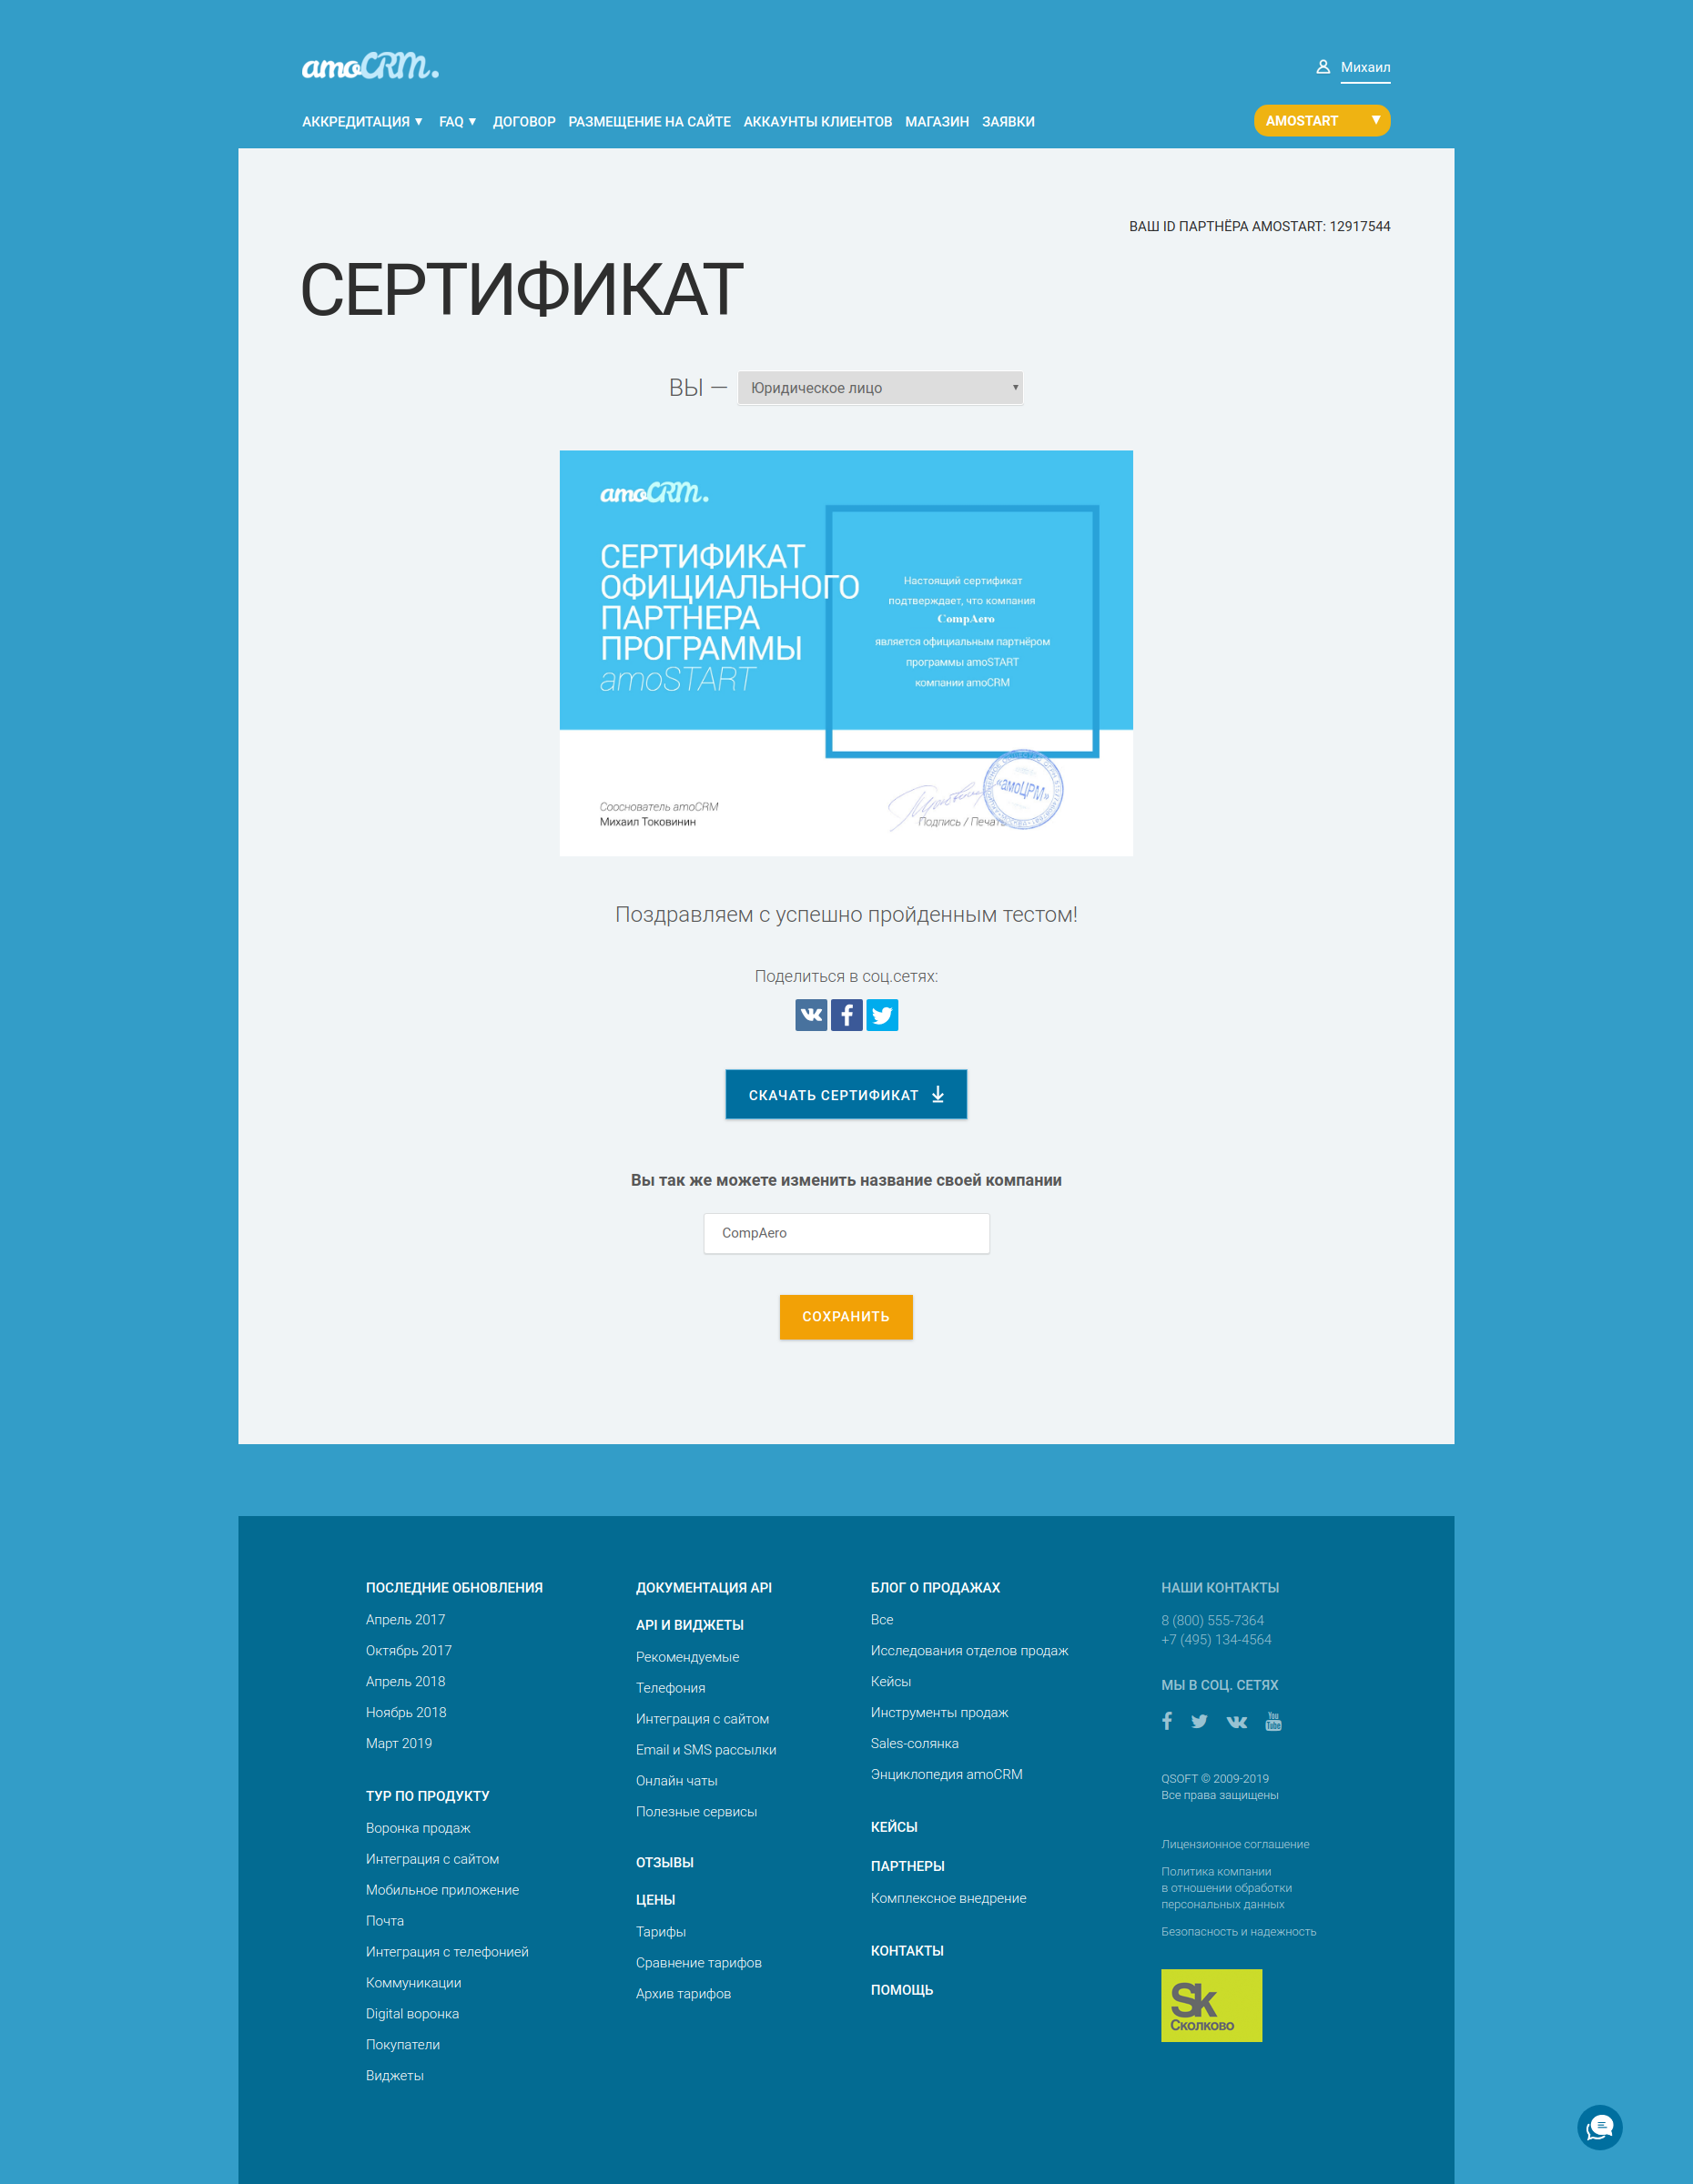 amoCRM.
Михаил
АККРЕДИТАЦИЯ ▼ FAQ ▼ ДОГОВОР РАЗМЕЩЕНИЕ НА САЙТЕ АККАУНТЫ КЛИЕНТОВ МАГАЗИН ЗАЯВКИ
AMOSTART ▼
ВАШ ID ПАРТНЁРА AMOSTART: 12917544
СЕРТИФИКАТ
ВЫ —
Юридическое лицо
amoCRM.
СЕРТИФИКАТ
ОФИЦИАЛЬНОГО
ПАРТНЕРА
ПРОГРАММЫ
amoSTART
Настоящий сертификат
подтверждает, что компания
CompAero
является официальным партнёром
программы amoSTART
компании amoCRM
Сооснователь amoCRM
Михаил Токовинин
Подпись / Печать
«амоЦРМ»
Поздравляем с успешно пройденным тестом!
Поделиться в соц.сетях:
СКАЧАТЬ СЕРТИФИКАТ
Вы так же можете изменить название своей компании
CompAero
СОХРАНИТЬ
ПОСЛЕДНИЕ ОБНОВЛЕНИЯ
Апрель 2017
Октябрь 2017
Апрель 2018
Ноябрь 2018
Март 2019
ТУР ПО ПРОДУКТУ
Воронка продаж
Интеграция с сайтом
Мобильное приложение
Почта
Интеграция с телефонией
Коммуникации
Digital воронка
Покупатели
Виджеты
ДОКУМЕНТАЦИЯ API
API И ВИДЖЕТЫ
Рекомендуемые
Телефония
Интеграция с сайтом
Email и SMS рассылки
Онлайн чаты
Полезные сервисы
ОТЗЫВЫ
ЦЕНЫ
Тарифы
Сравнение тарифов
Архив тарифов
БЛОГ О ПРОДАЖАХ
Все
Исследования отделов продаж
Кейсы
Инструменты продаж
Sales-солянка
Энциклопедия amoCRM
КЕЙСЫ
ПАРТНЕРЫ
Комплексное внедрение
КОНТАКТЫ
ПОМОЩЬ
НАШИ КОНТАКТЫ
8 (800) 555-7364
+7 (495) 134-4564
МЫ В СОЦ. СЕТЯХ
You
Tube
QSOFT © 2009-2019
Все права защищены
Лицензионное соглашение
Политика компании
в отношении обработки
персональных данных
Безопасность и надежность
Sk
Сколково